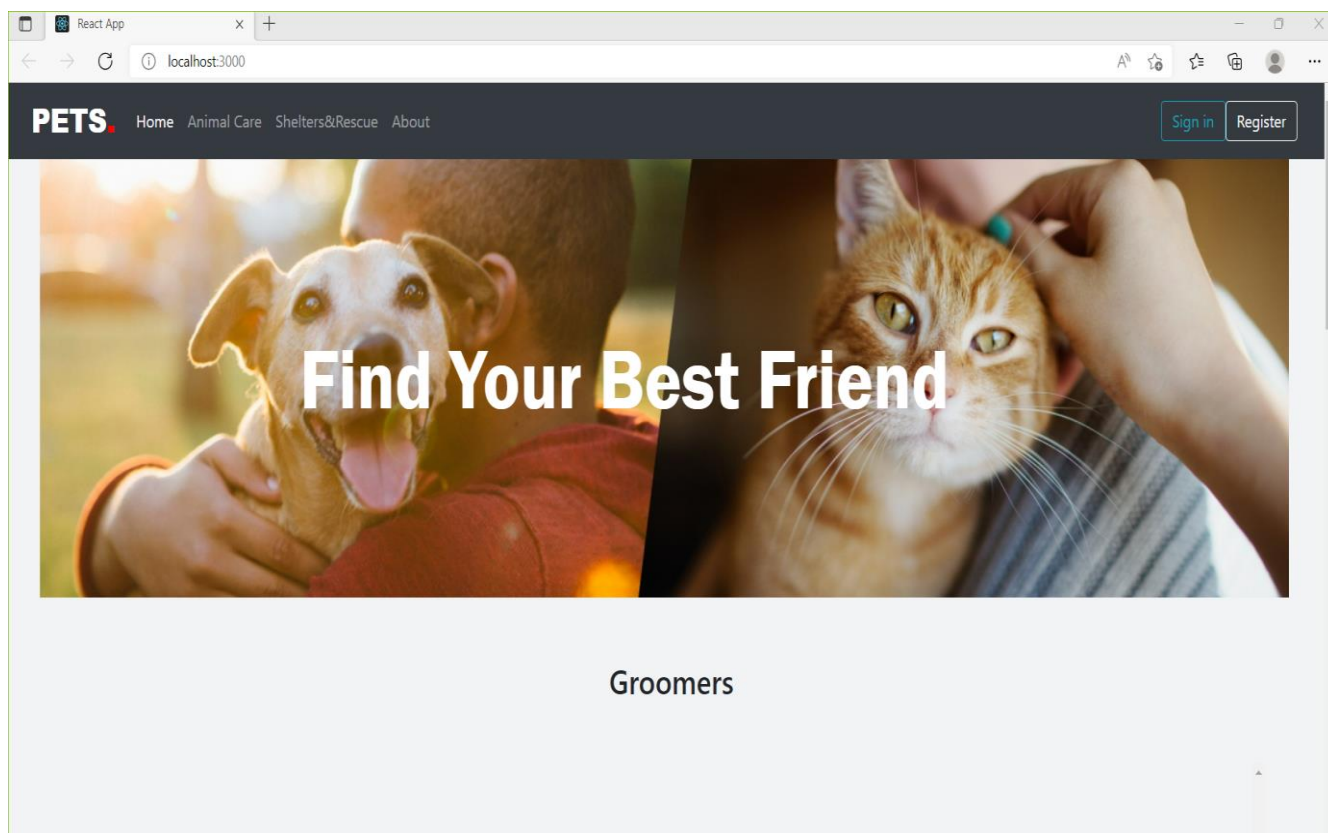 React App
localhost:3000
PETS. Home Animal Care Shelters&Rescue About Sign in Register
Find Your Best Friend
Groomers